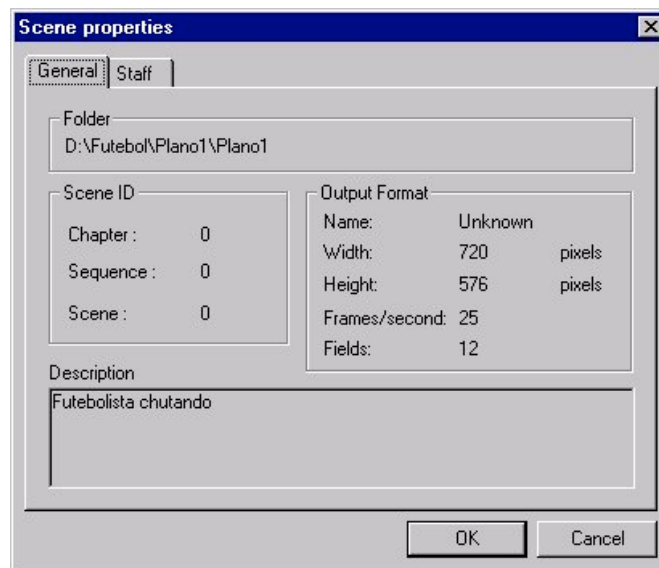 Scene properties
General
Staff
Folder
D:\Futebol\Plano1\Plano1
Scene ID
Chapter : 0
Sequence : 0
Scene : 0
Output Format
Name: Unknown
Width: 720 pixels
Height: 576 pixels
Frames/second: 25
Fields: 12
Description
Futebolista chutando
OK
Cancel